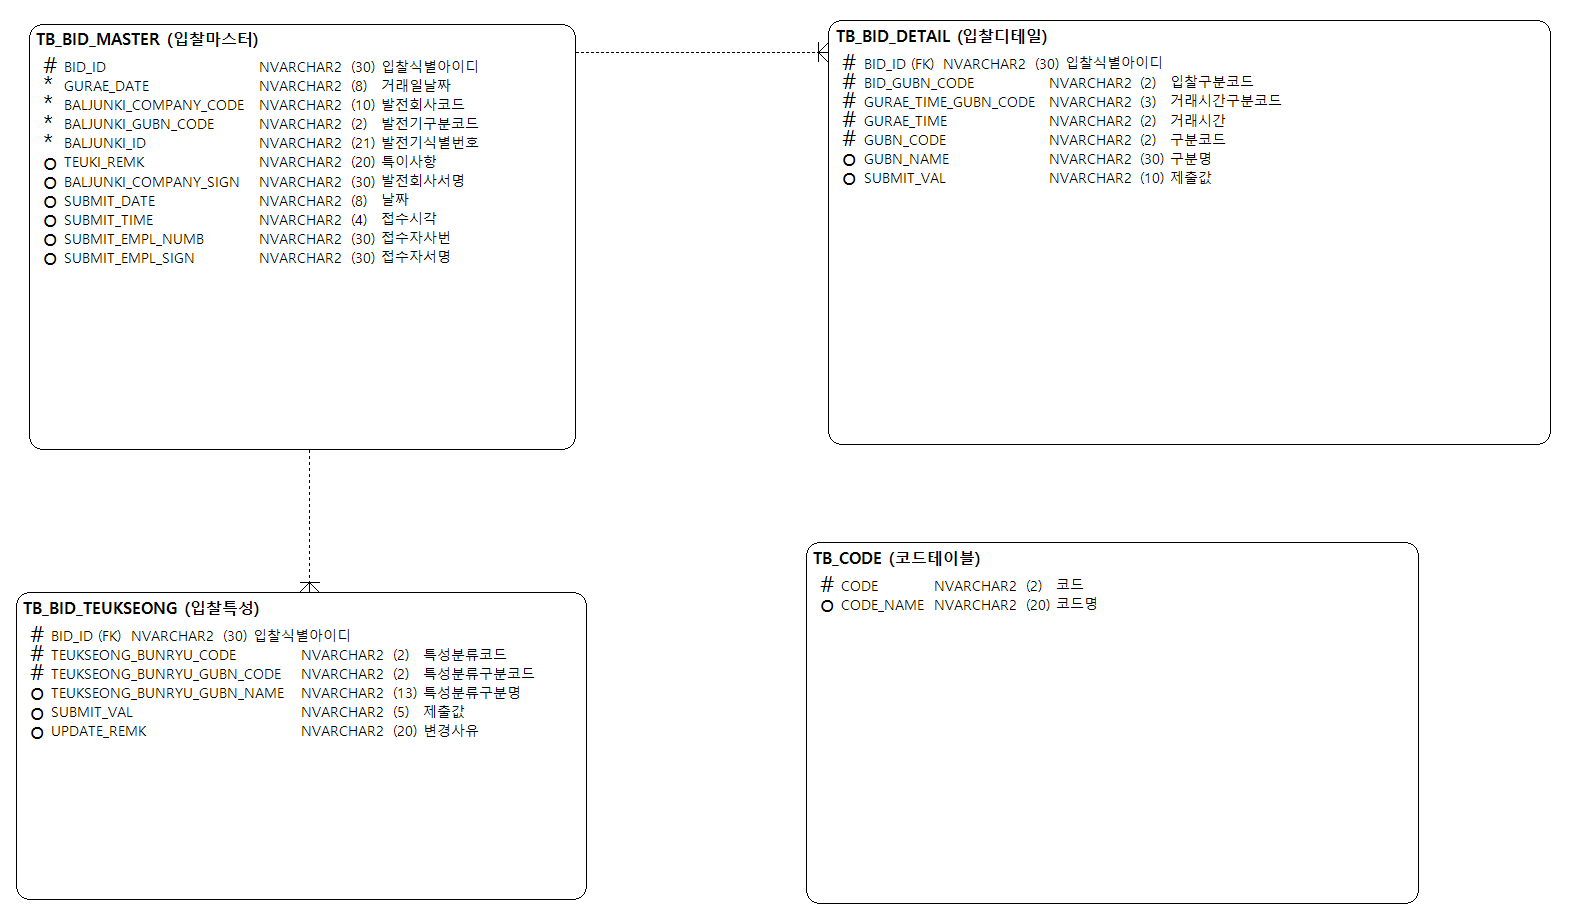 TB_BID_MASTER (입찰마스터)
# BID_ID NVARCHAR2 (30) 입찰식별아이디
* GURAE_DATE NVARCHAR2 (8) 거래일날짜
* BALJUNKI_COMPANY_CODE NVARCHAR2 (10) 발전회사코드
* BALJUNKI_GUBN_CODE NVARCHAR2 (2) 발전기구분코드
* BALJUNKI_ID NVARCHAR2 (21) 발전기식별번호
o TEUKI_REMK NVARCHAR2 (20) 특이사항
o BALJUNKI_COMPANY_SIGN NVARCHAR2 (30) 발전회사서명
o SUBMIT_DATE NVARCHAR2 (8) 날짜
o SUBMIT_TIME NVARCHAR2 (4) 접수시각
o SUBMIT_EMPL_NUMB NVARCHAR2 (30) 접수자사번
o SUBMIT_EMPL_SIGN NVARCHAR2 (30) 접수자서명
TB_BID_DETAIL (입찰디테일)
# BID_ID (FK) NVARCHAR2 (30) 입찰식별아이디
# BID_GUBN_CODE NVARCHAR2 (2) 입찰구분코드
# GURAE_TIME_GUBN_CODE NVARCHAR2 (3) 거래시간구분코드
# GURAE_TIME NVARCHAR2 (2) 거래시간
# GUBN_CODE NVARCHAR2 (2) 구분코드
o GUBN_NAME NVARCHAR2 (30) 구분명
o SUBMIT_VAL NVARCHAR2 (10) 제출값
TB_BID_TEUKSEONG (입찰특성)
# BID_ID (FK) NVARCHAR2 (30) 입찰식별아이디
# TEUKSEONG_BUNRYU_CODE NVARCHAR2 (2) 특성분류코드
# TEUKSEONG_BUNRYU_GUBN_CODE NVARCHAR2 (2) 특성분류구분코드
o TEUKSEONG_BUNRYU_GUBN_NAME NVARCHAR2 (13) 특성분류구분명
o SUBMIT_VAL NVARCHAR2 (5) 제출값
o UPDATE_REMK NVARCHAR2 (20) 변경사유
TB_CODE (코드테이블)
# CODE NVARCHAR2 (2) 코드
o CODE_NAME NVARCHAR2 (20) 코드명